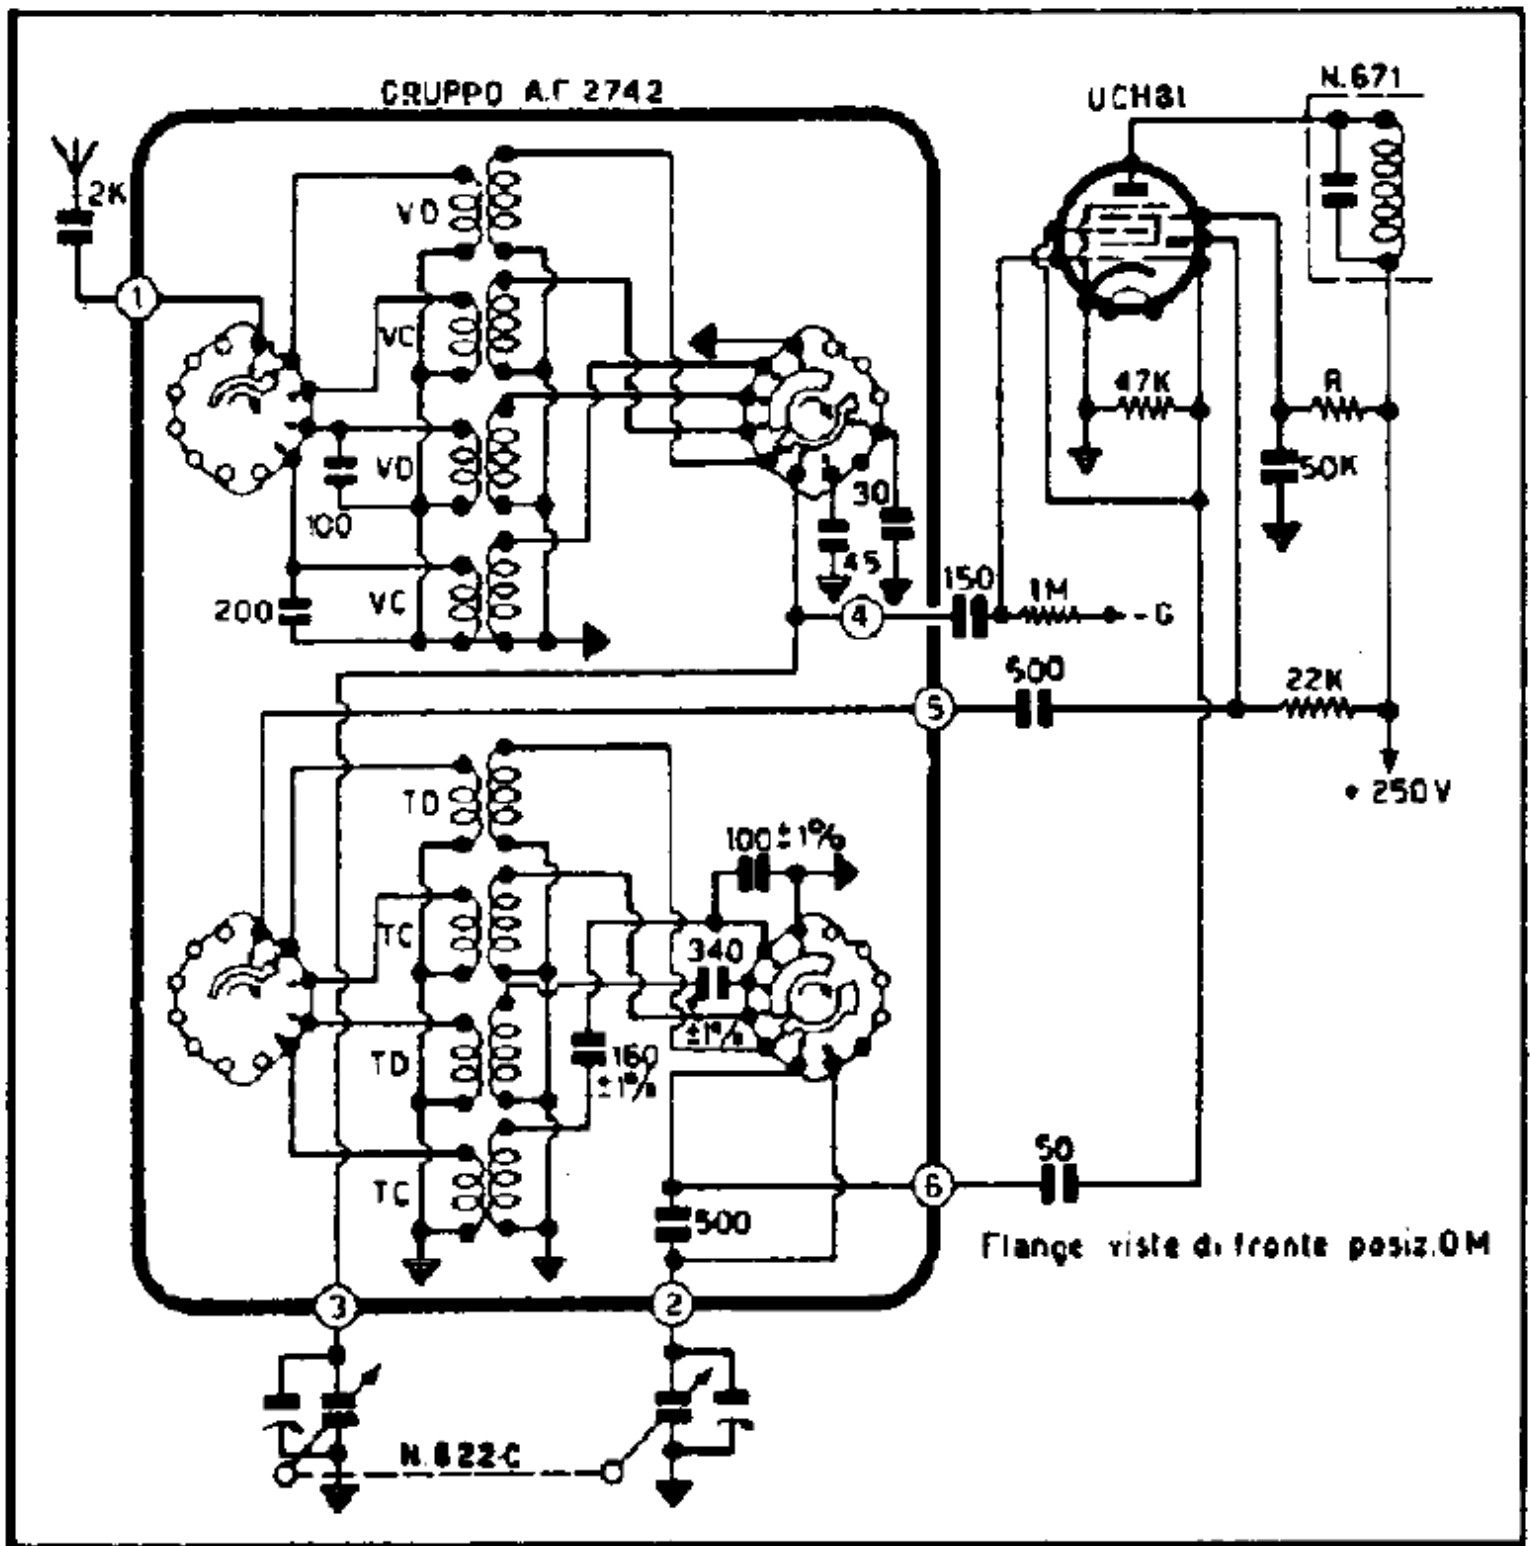 GRUPPO A.F 2742
UCH81
N.671
2K
VD
1
VC
47K
R
VD
50K
100
30
45
150
1M
- G
200
VC
4
500
22K
5
+ 250 V
TD
100 ± 1%
TC
340
± 1%
TD
160
± 1%
50
TC
6
500
Flange viste di fronte posiz.OM
3
2
N.822-C